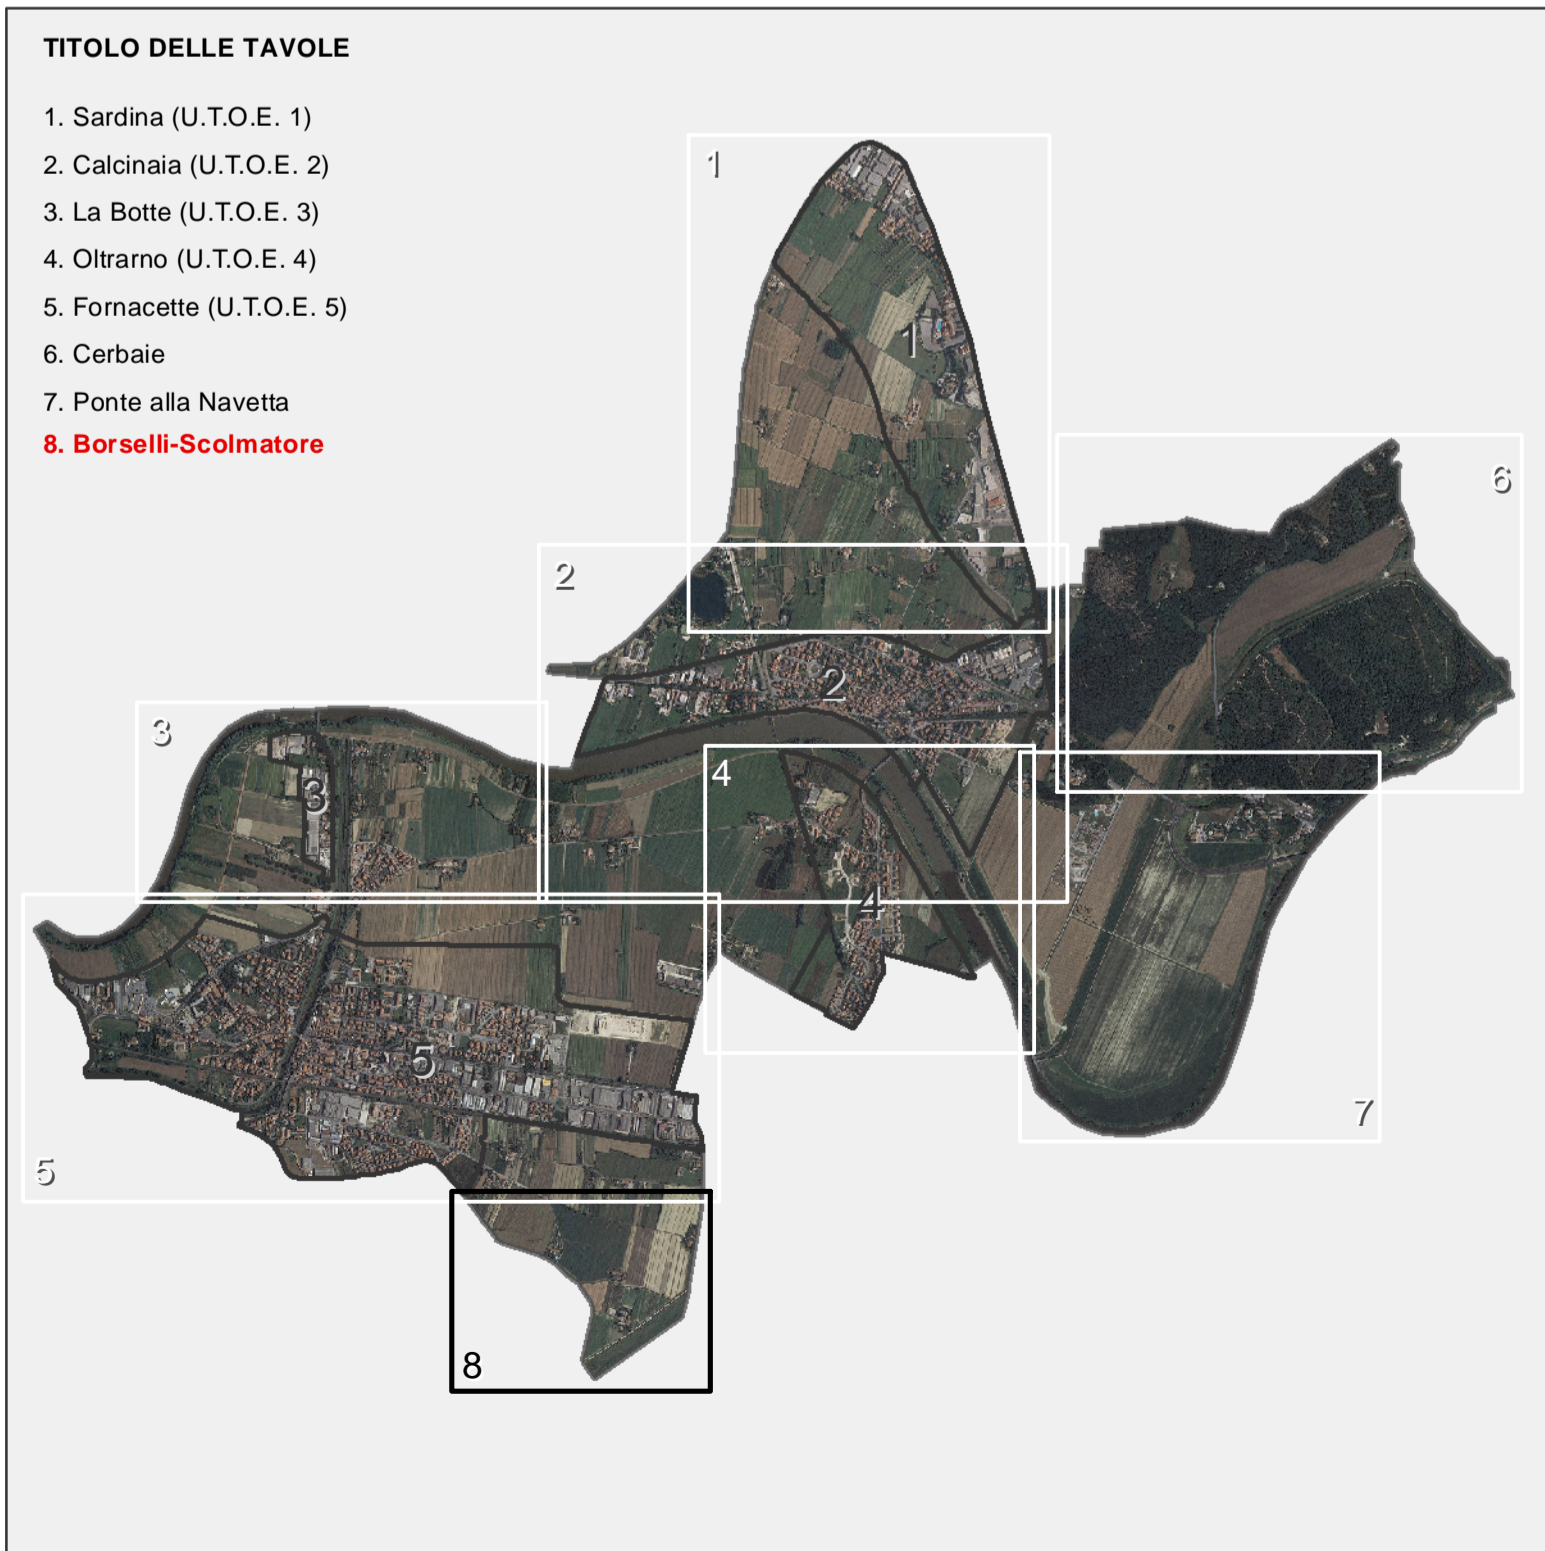 TITOLO DELLE TAVOLE
1. Sardina (U.T.O.E. 1)
2. Calcinaia (U.T.O.E. 2)
3. La Botte (U.T.O.E. 3)
4. Oltrarno (U.T.O.E. 4)
5. Fornacette (U.T.O.E. 5)
6. Cerbaie
7. Ponte alla Navetta
8. Borselli-Scolmatore
1
1
6
2
2
3
3
4
4
5
7
5
8